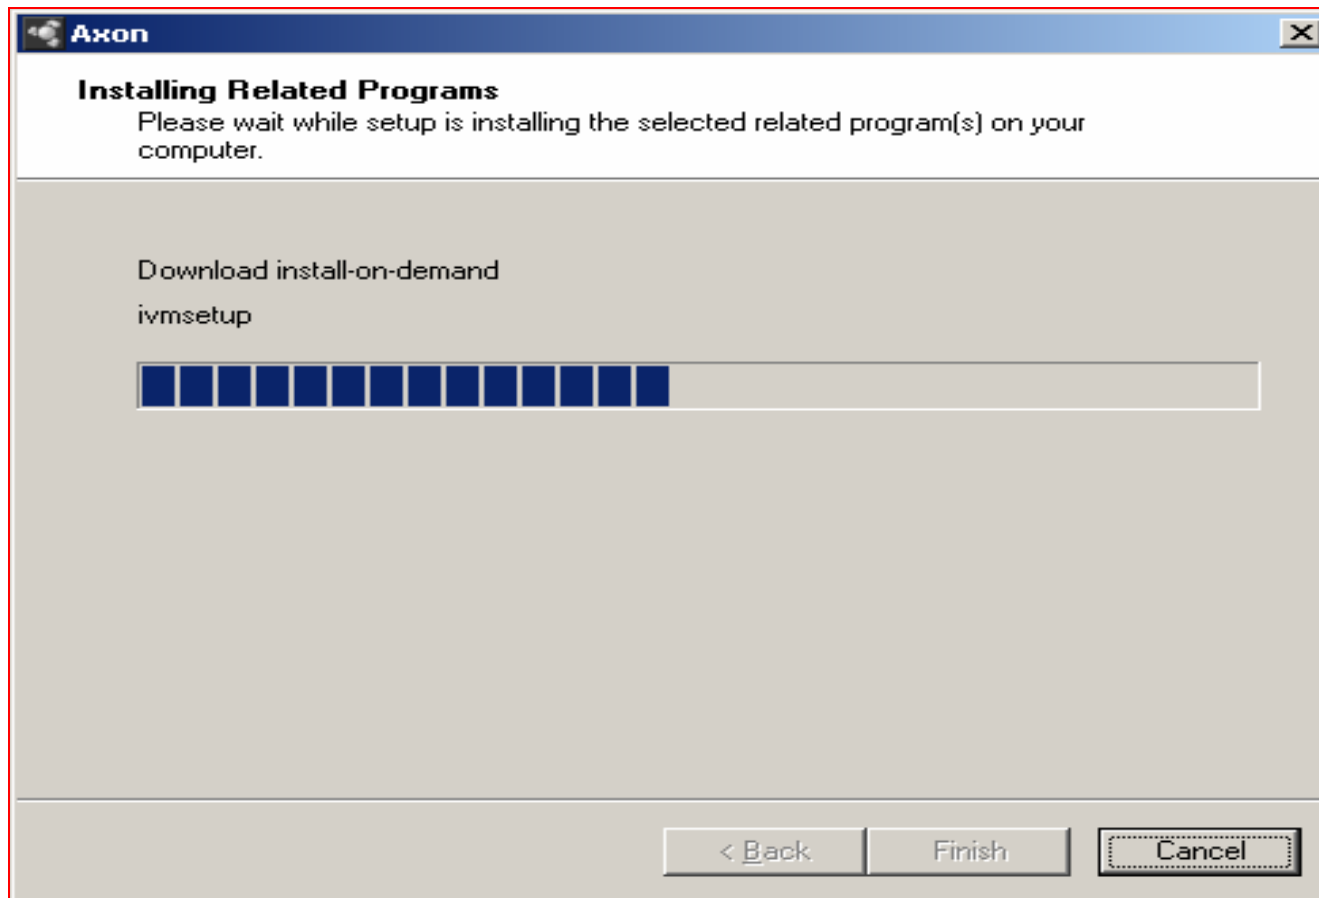 Axon
Installing Related Programs
Please wait while setup is installing the selected related program(s) on your
computer.
Download install-on-demand
ivmsetup
< Back
Finish
Cancel